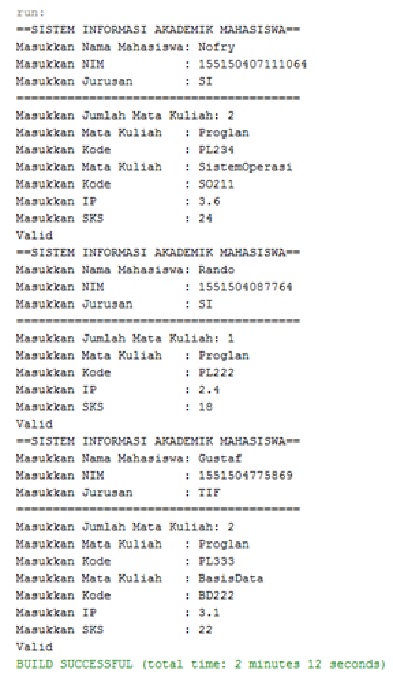 run:
==SISTEM INFORMASI AKADEMIK MAHASISWA==
Masukkan Nama Mahasiswa: Nofry
Masukkan NIM : 155150407111064
Masukkan Jurusan : SI
========================================
Masukkan Jumlah Mata Kuliah: 2
Masukkan Mata Kuliah : Proglan
Masukkan Kode : PL234
Masukkan Mata Kuliah : SistemOperasi
Masukkan Kode : SO211
Masukkan IP : 3.6
Masukkan SKS : 24
Valid
==SISTEM INFORMASI AKADEMIK MAHASISWA==
Masukkan Nama Mahasiswa: Rando
Masukkan NIM : 1551504087764
Masukkan Jurusan : SI
========================================
Masukkan Jumlah Mata Kuliah: 1
Masukkan Mata Kuliah : Proglan
Masukkan Kode : PL222
Masukkan IP : 2.4
Masukkan SKS : 18
Valid
==SISTEM INFORMASI AKADEMIK MAHASISWA==
Masukkan Nama Mahasiswa: Gustaf
Masukkan NIM : 1551504775869
Masukkan Jurusan : TIF
========================================
Masukkan Jumlah Mata Kuliah: 2
Masukkan Mata Kuliah : Proglan
Masukkan Kode : PL333
Masukkan Mata Kuliah : BasisData
Masukkan Kode : BD222
Masukkan IP : 3.1
Masukkan SKS : 22
Valid
BUILD SUCCESSFUL (total time: 2 minutes 12 seconds)